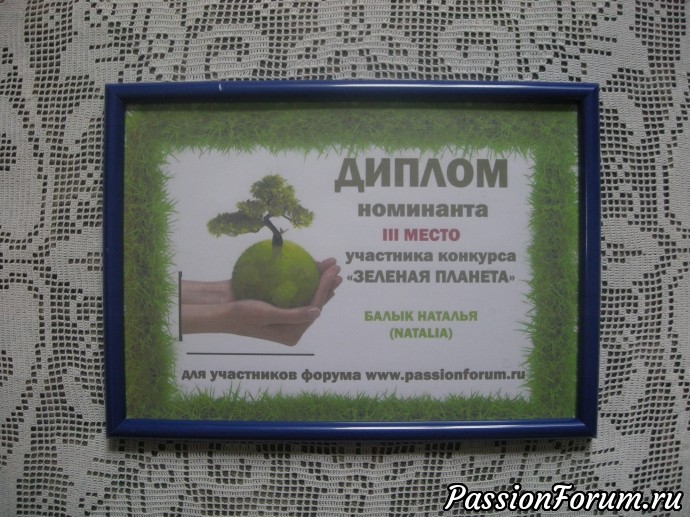 ДИПЛОМ
номинанта
III МЕСТО
участника конкурса
«ЗЕЛЕНАЯ ПЛАНЕТА»
БАЛЫК НАТАЛЬЯ
(NATALIA)
для участников форума www.passionforum.ru
PassionForum.ru